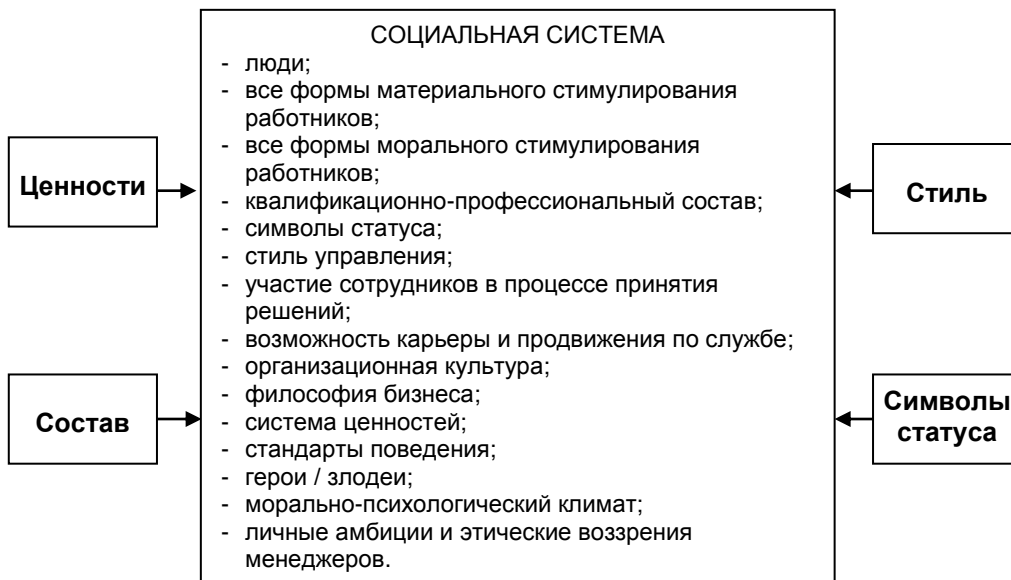 СОЦИАЛЬНАЯ СИСТЕМА
- люди;
- все формы материального стимулирования
работников;
- все формы морального стимулирования
работников;
- квалификационно-профессиональный состав;
- символы статуса;
- стиль управления;
- участие сотрудников в процессе принятия
решений;
- возможность карьеры и продвижения по службе;
- организационная культура;
- философия бизнеса;
- система ценностей;
- стандарты поведения;
- герои / злодеи;
- морально-психологический климат;
- личные амбиции и этические воззрения
менеджеров.
Ценности
Состав
Стиль
Символы
статуса